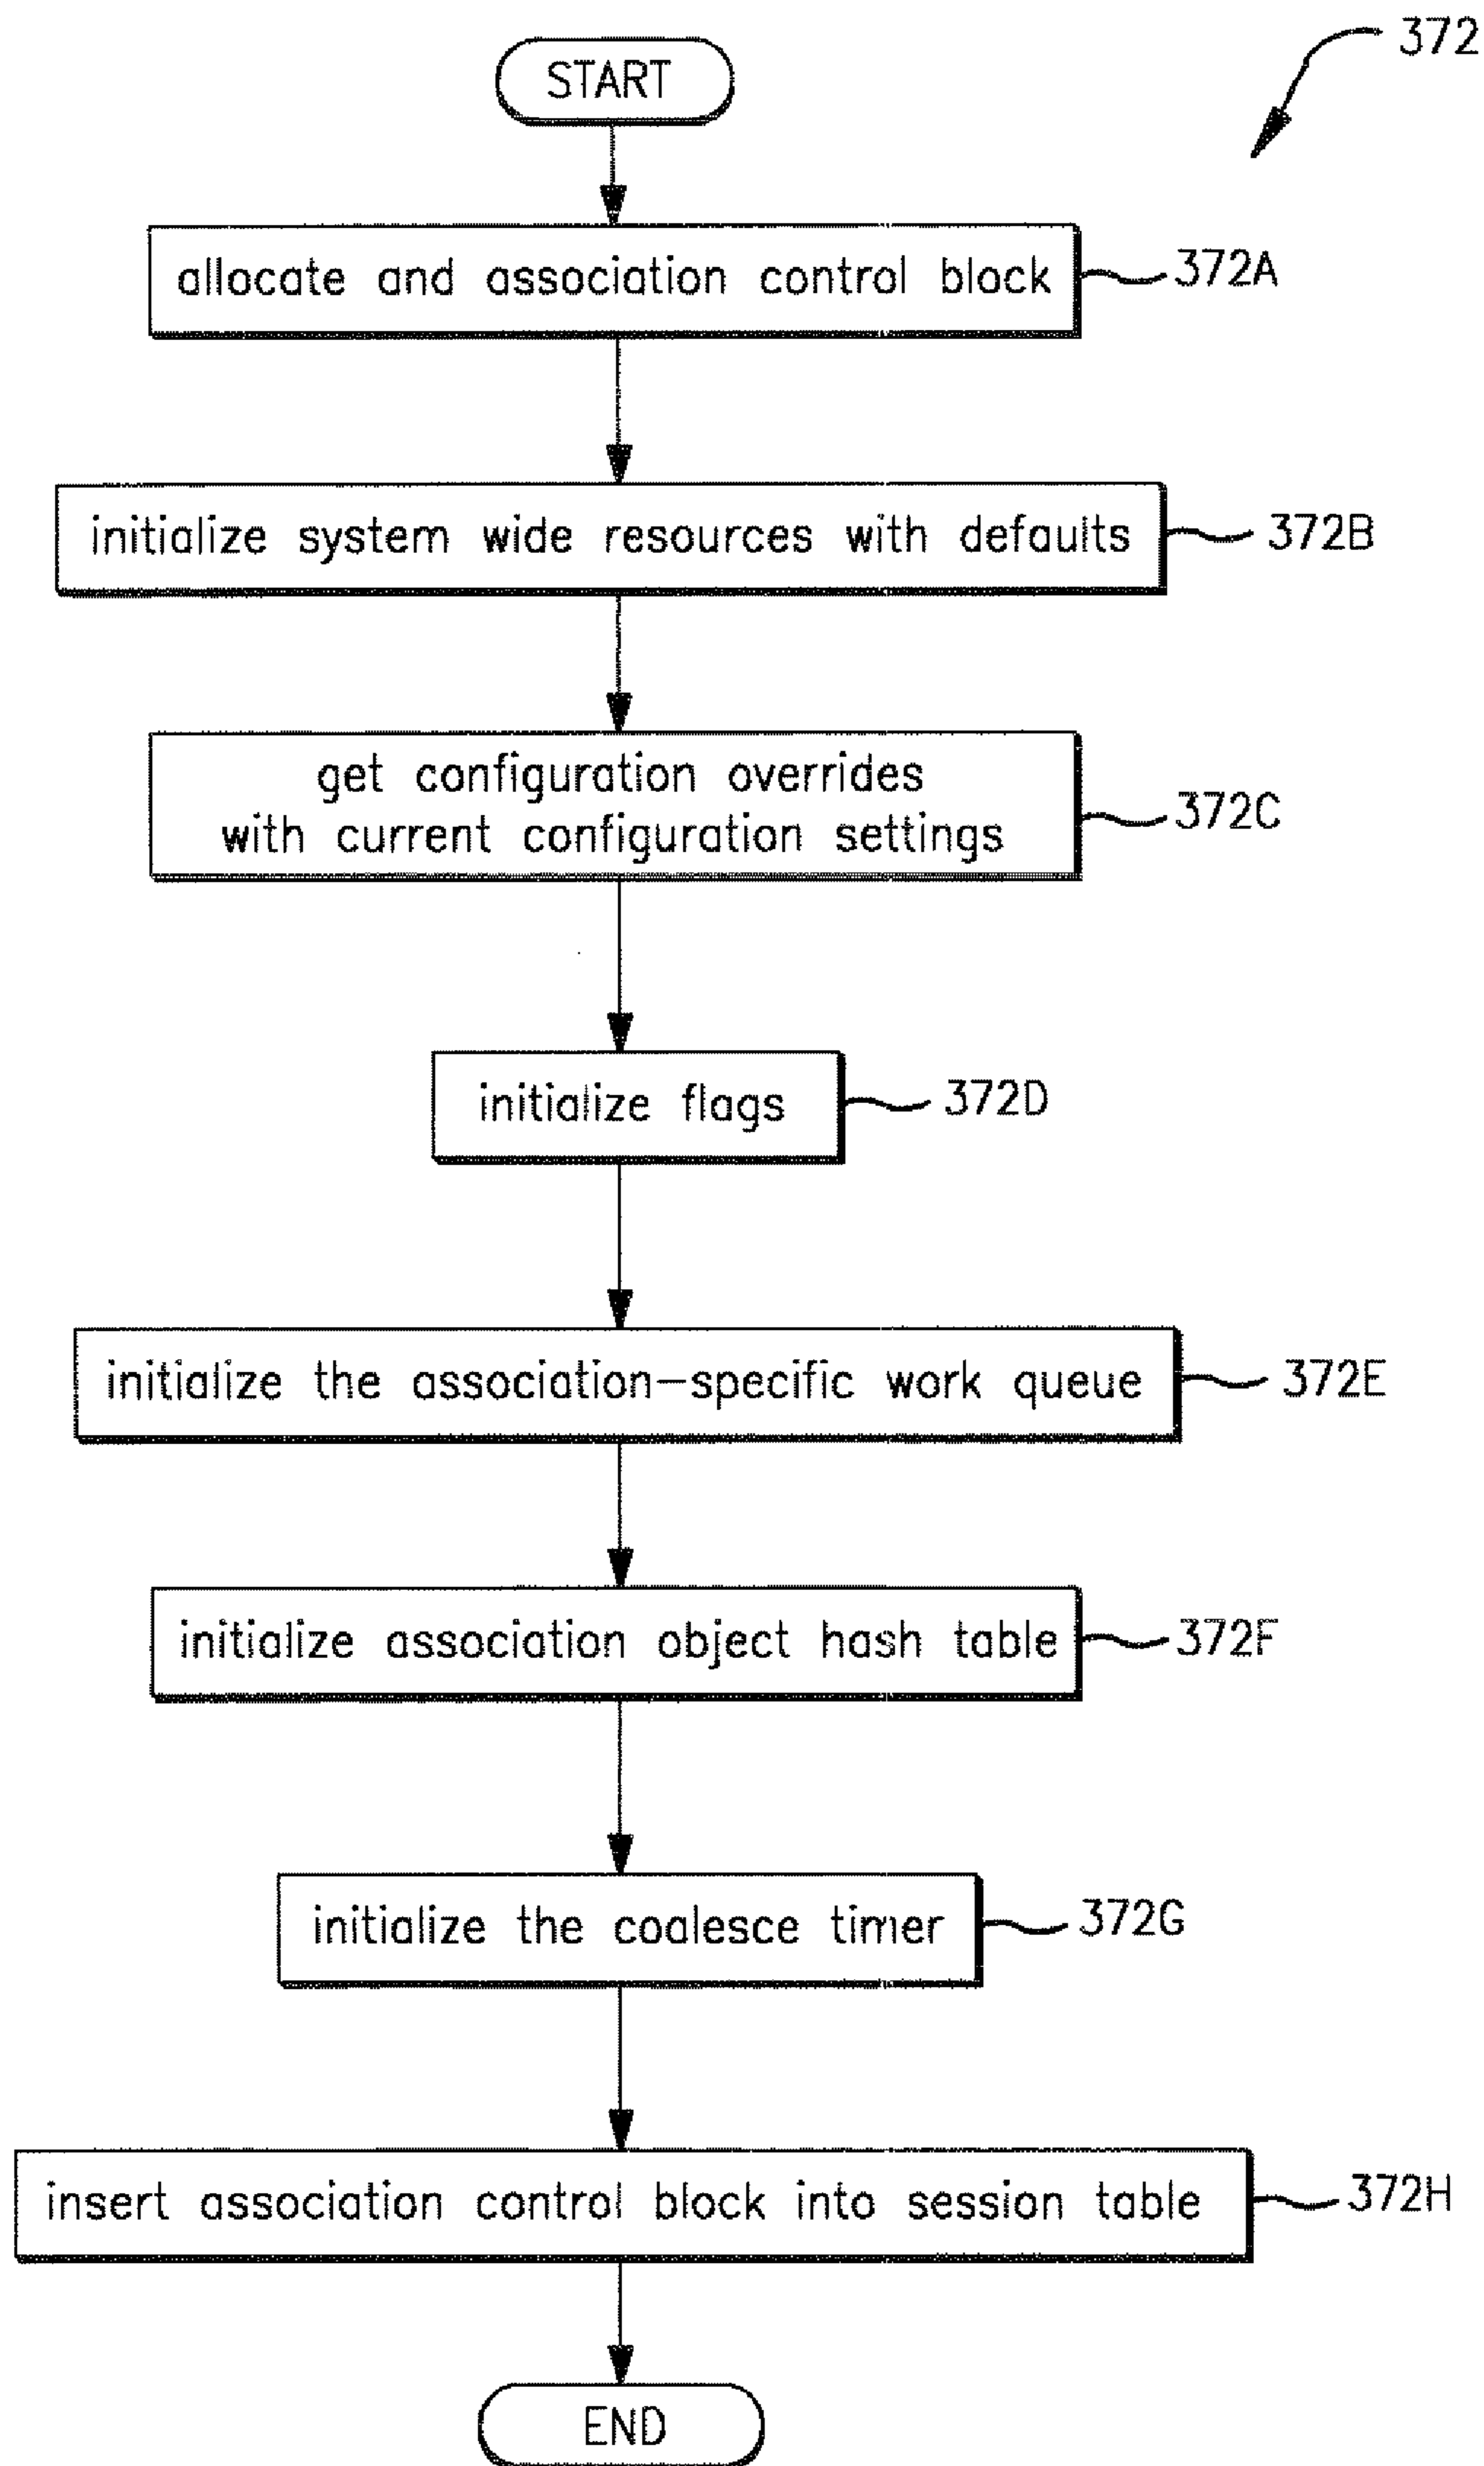 372
START
allocate and association control block
372A
initialize system wide resources with defaults
372B
get configuration overrides
with current configuration settings
372C
initialize flags
372D
initialize the association-specific work queue
372E
initialize association object hash table
372F
initialize the coalesce timer
372G
insert association control block into session table
372H
END